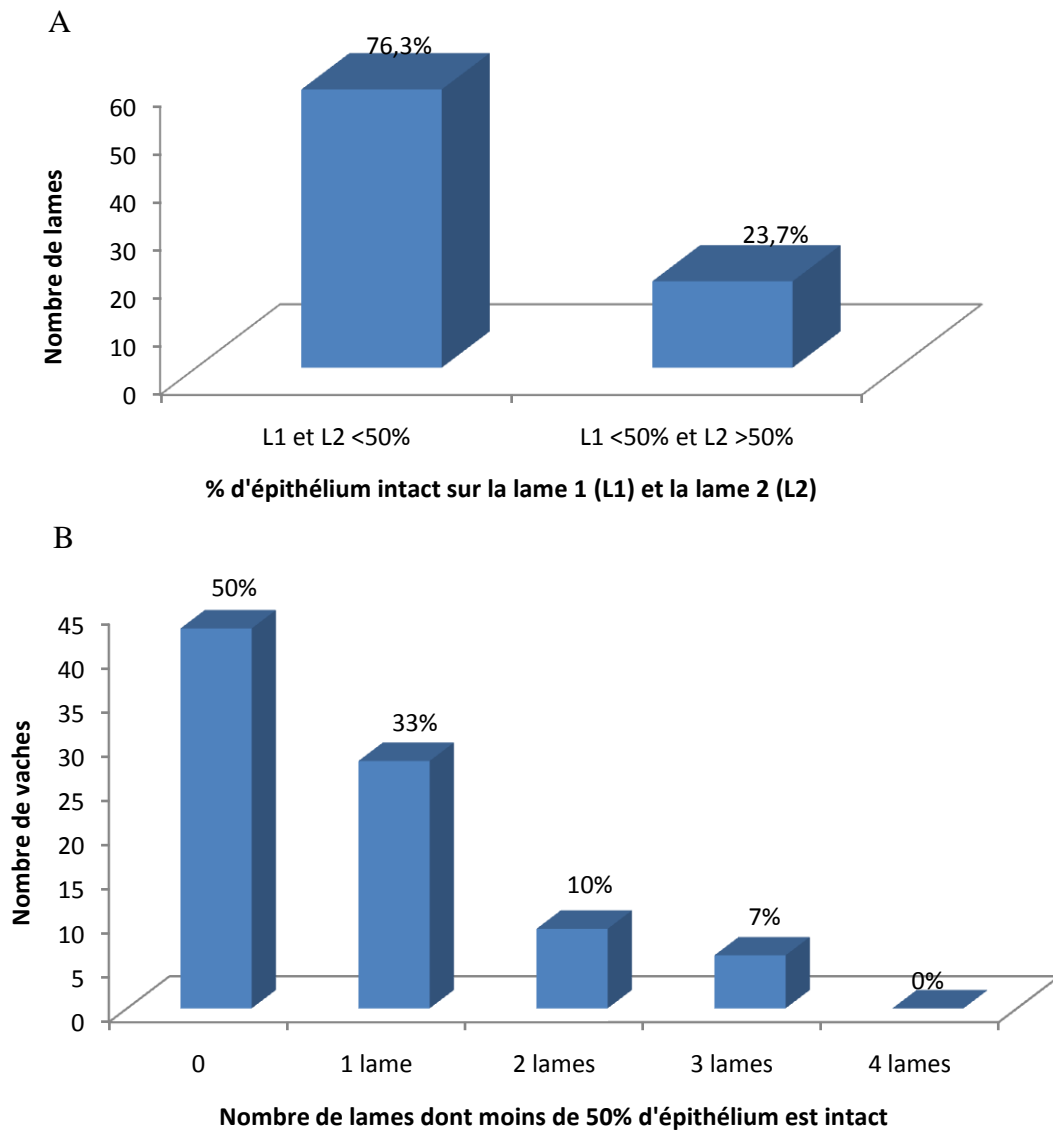 A
76,3%
23,7%
60
50
40
30
20
10
0
Nombre de lames
L1 et L2 <50%
L1 <50% et L2 >50%
% d'épithélium intact sur la lame 1 (L1) et la lame 2 (L2)
B
50%
33%
10%
7%
0%
45
40
35
30
25
20
15
10
5
0
Nombre de vaches
0
1 lame
2 lames
3 lames
4 lames
Nombre de lames dont moins de 50% d'épithélium est intact